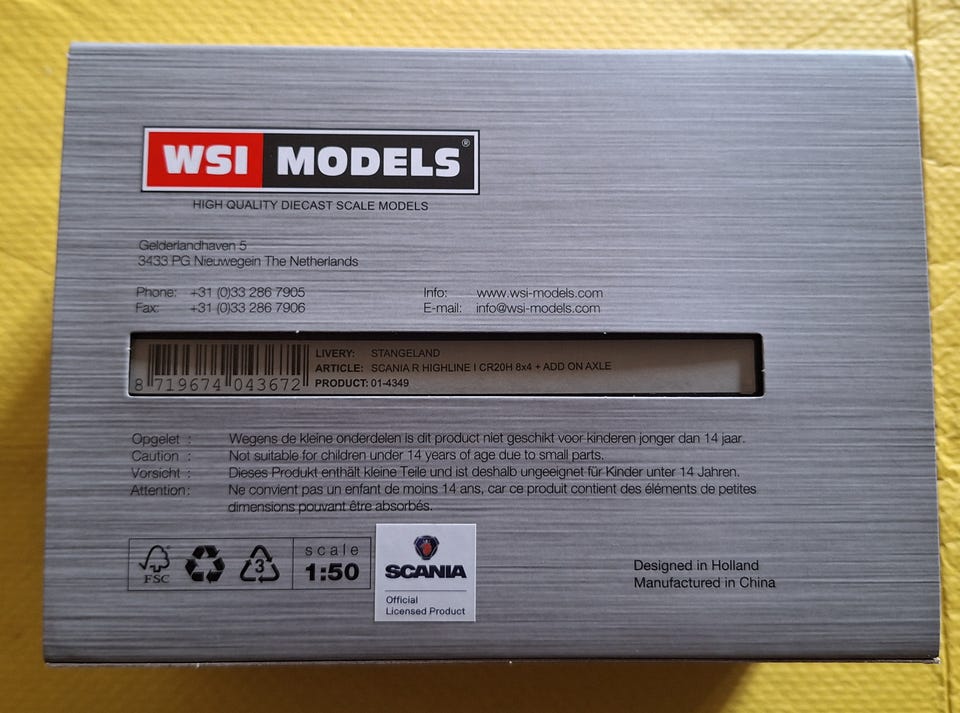 WSI MODELS®
HIGH QUALITY DIECAST SCALE MODELS
Gelderlandhaven 5
3433 PG Nieuwegein The Netherlands
Phone: +31 (0)33 286 7905
Fax: +31 (0)33 286 7906
Info: www.wsi-models.com
E-mail: info@wsi-models.com
LIVERY: STANGELAND
ARTICLE: SCANIA R HIGHLINE I CR20H 8x4 + ADD ON AXLE
PRODUCT: 01-4349
8 719674 043672
Opgelet : Wegens de kleine onderdelen is dit product niet geschikt voor kinderen jonger dan 14 jaar.
Caution : Not suitable for children under 14 years of age due to small parts.
Vorsicht : Dieses Produkt enthält kleine Teile und ist deshalb ungeeignet für Kinder unter 14 Jahren.
Attention: Ne convient pas un enfant de moins 14 ans, car ce produit contient des éléments de petites
dimensions pouvant être absorbés.
FSC
3
scale
1:50
SCANIA
Official
Licensed Product
Designed in Holland
Manufactured in China